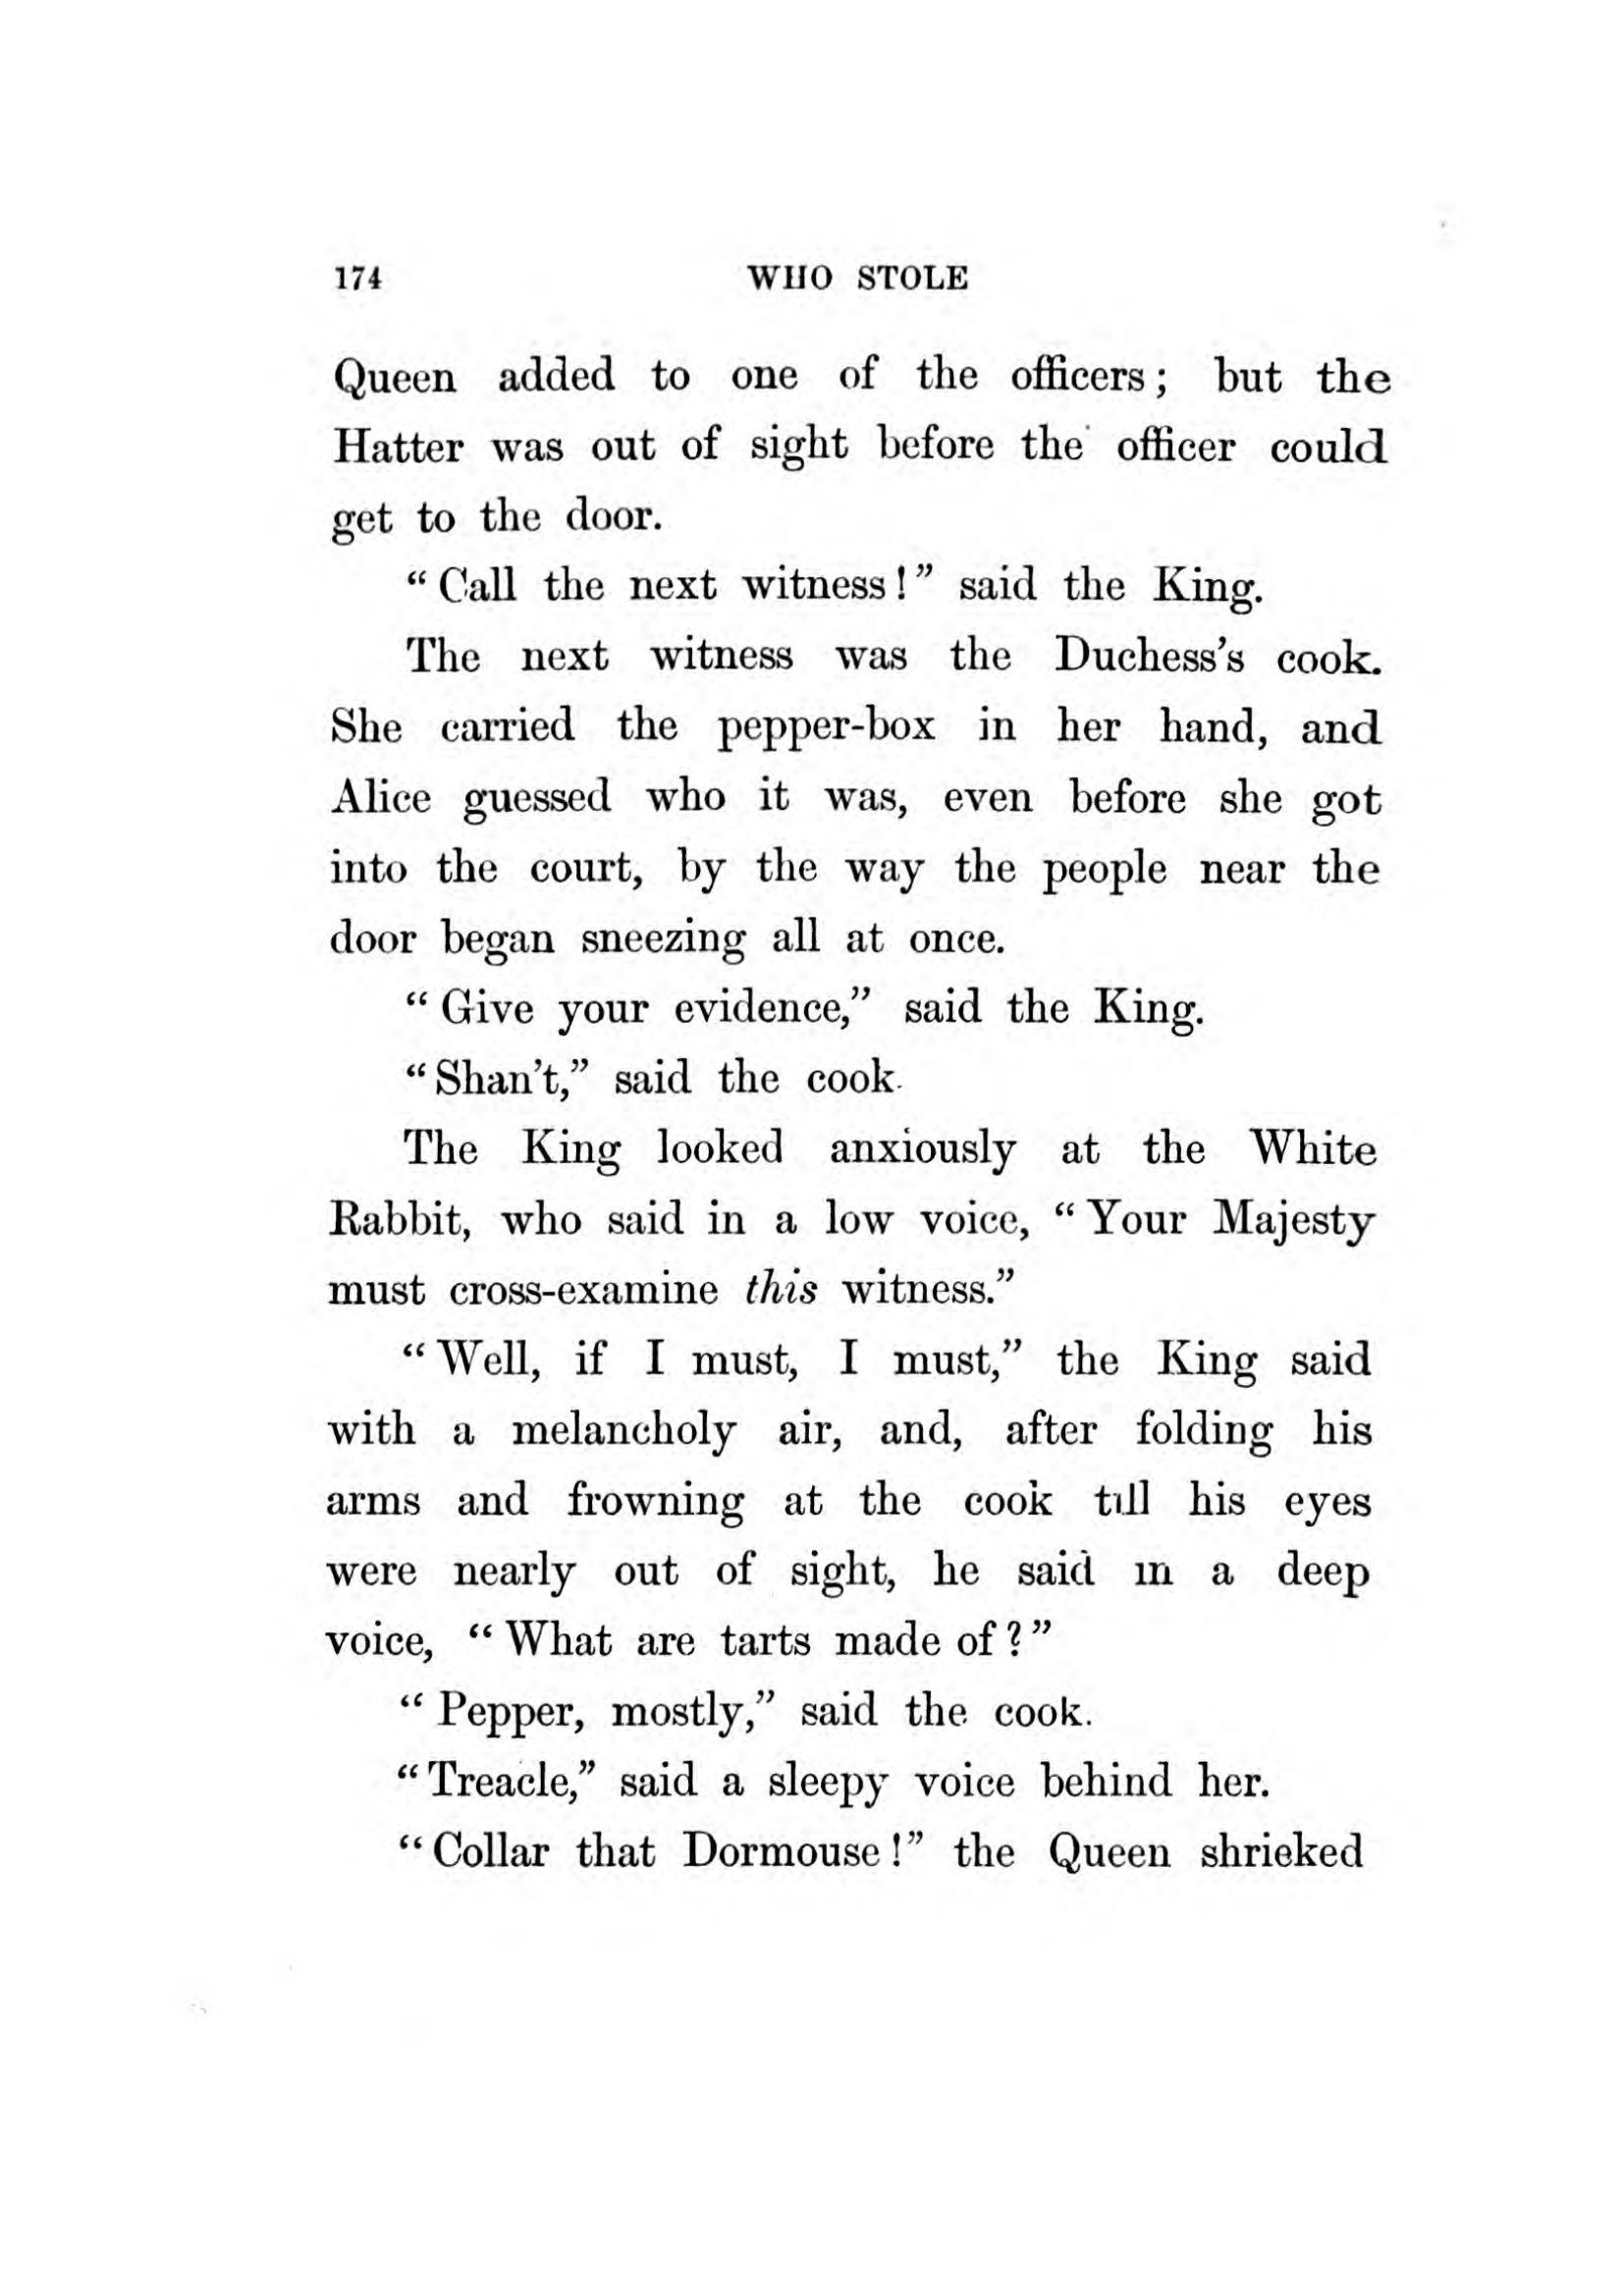 174 WHO STOLE
Queen added to one of the officers; but the
Hatter was out of sight before the officer could
get to the door.
“Call the next witness!” said the King.
The next witness was the Duchess’s cook.
She carried the pepper-box in her hand, and
Alice guessed who it was, even before she got
into the court, by the way the people near the
door began sneezing all at once.
“Give your evidence,” said the King.
“Shan’t,” said the cook.
The King looked anxiously at the White
Rabbit, who said in a low voice, “Your Majesty
must cross-examine this witness.”
“Well, if I must, I must,” the King said
with a melancholy air, and, after folding his
arms and frowning at the cook till his eyes
were nearly out of sight, he said in a deep
voice, “What are tarts made of?”
“Pepper, mostly,” said the cook.
“Treacle,” said a sleepy voice behind her.
“Collar that Dormouse!” the Queen shrieked